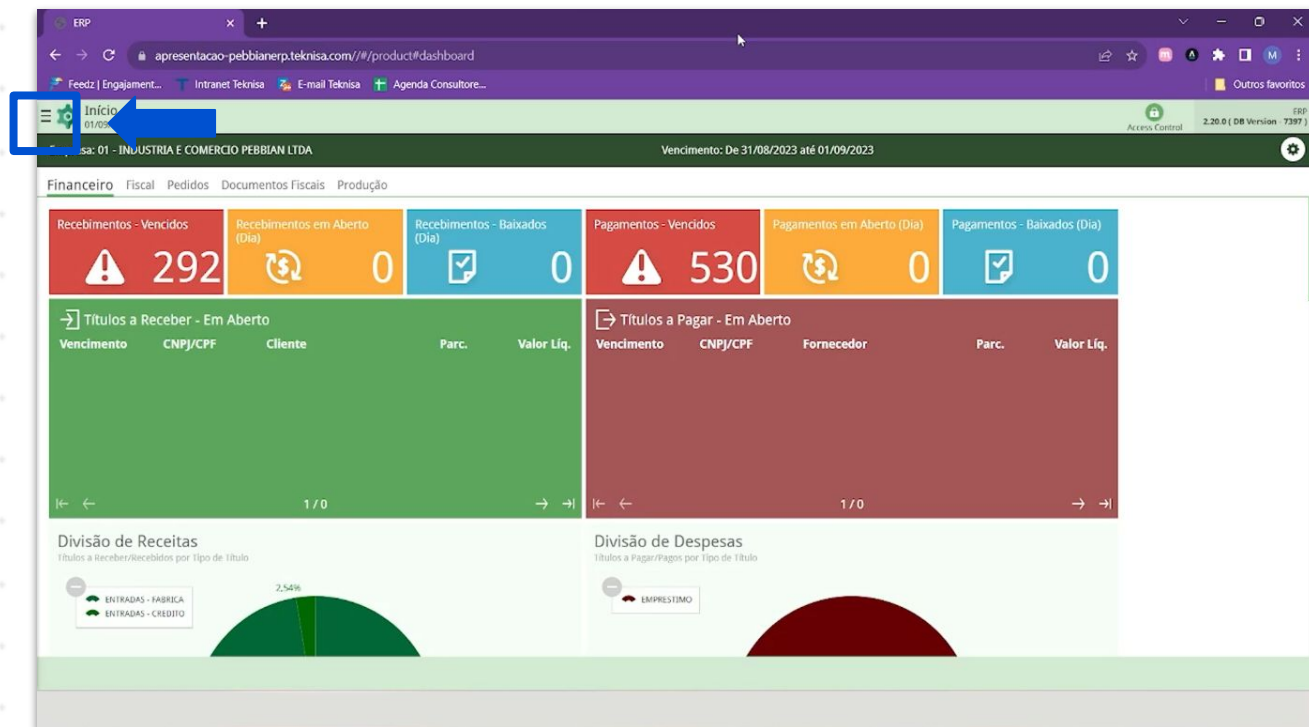 ERP
apresentacao-pebbianerp.teknisa.com//#/product#dashboard
M
Feedz | Engajament... Intranet Teknisa E-mail Teknisa Agenda Consultore... Outros favoritos
Início
01/09
Access Control
ERP
2.20.0 ( DB Version - 7397 )
sa: 01 - INDUSTRIA E COMERCIO PEBBIAN LTDA Vencimento: De 31/08/2023 até 01/09/2023
Financeiro Fiscal Pedidos Documentos Fiscais Produção
Recebimentos - Vencidos
292
Recebimentos em Aberto
(Dia)
0
Recebimentos - Baixados
(Dia)
0
Pagamentos - Vencidos
530
Pagamentos em Aberto (Dia)
0
Pagamentos - Baixados (Dia)
0
Títulos a Receber - Em Aberto
Vencimento CNPJ/CPF Cliente Parc. Valor Líq.
1 / 0
Títulos a Pagar - Em Aberto
Vencimento CNPJ/CPF Fornecedor Parc. Valor Líq.
1 / 0
Divisão de Receitas
Títulos a Receber/Recebidos por Tipo de Título
ENTRADAS - FABRICA
ENTRADAS - CREDITO
2,54%
Divisão de Despesas
Títulos a Pagar/Pagos por Tipo de Título
EMPRESTIMO